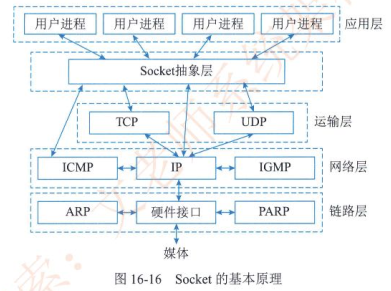 用户进程 用户进程 用户进程 用户进程 应用层
Socket抽象层
TCP UDP 运输层
ICMP IP IGMP 网络层
ARP 硬件接口 PARP 链路层
媒体
图 16-16 Socket 的基本原理